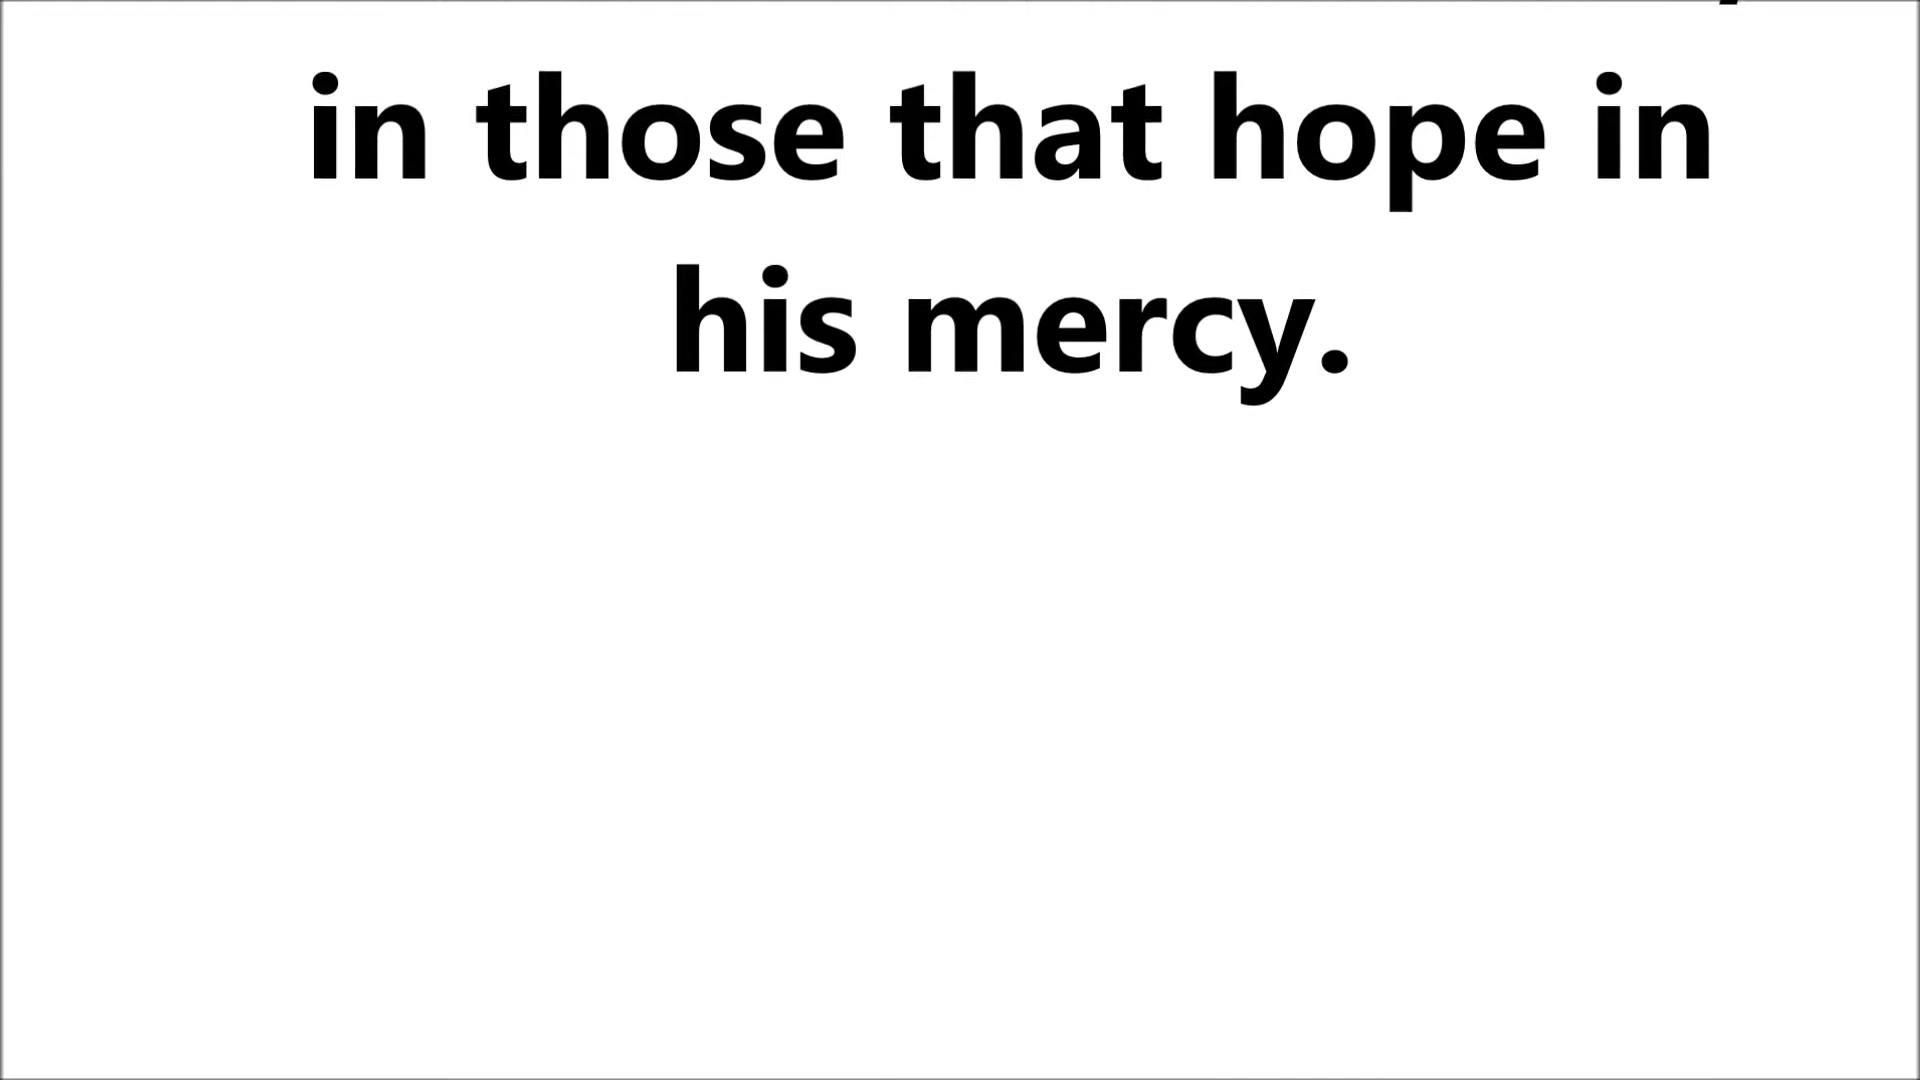 in those that hope in
his mercy.